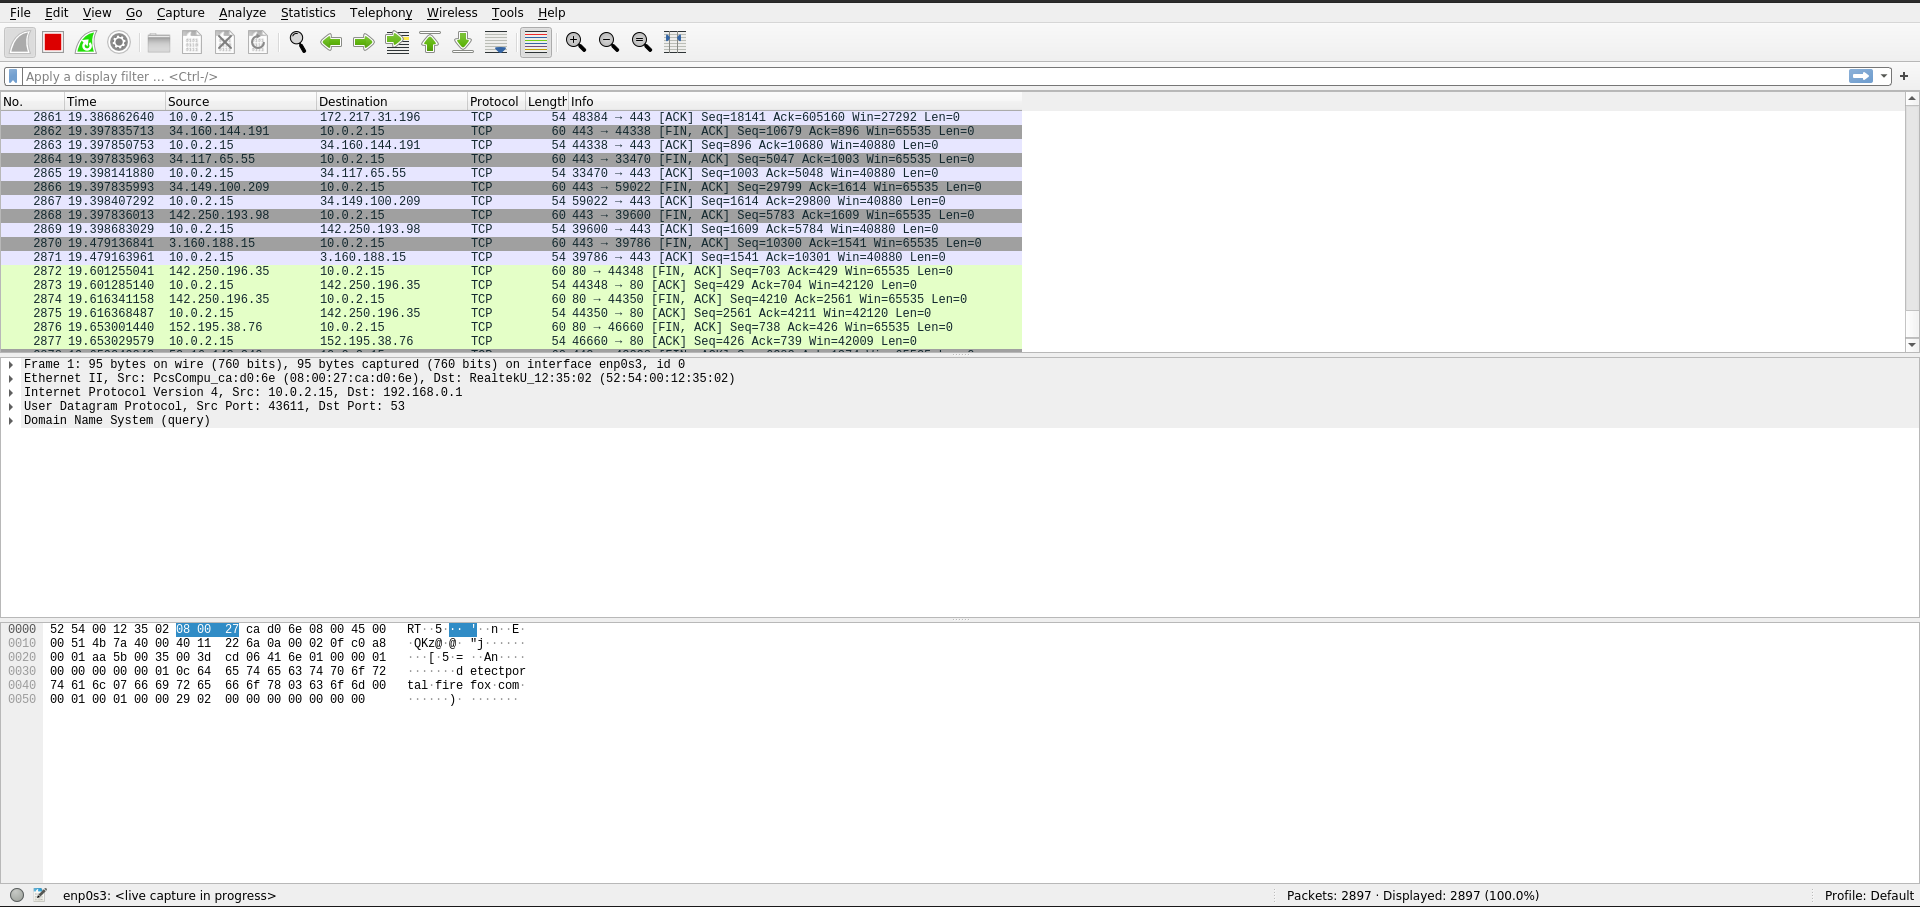 File Edit View Go Capture Analyze Statistics Telephony Wireless Tools Help
Apply a display filter ... <Ctrl-/>
No. Time Source Destination Protocol Length Info
2861 19.386862640 10.0.2.15 172.217.31.196 TCP 54 48384 → 443 [ACK] Seq=18141 Ack=605160 Win=27292 Len=0
2862 19.397835713 34.160.144.191 10.0.2.15 TCP 60 443 → 44338 [FIN, ACK] Seq=10679 Ack=896 Win=65535 Len=0
2863 19.397850753 10.0.2.15 34.160.144.191 TCP 54 44338 → 443 [ACK] Seq=896 Ack=10680 Win=40880 Len=0
2864 19.397835963 34.117.65.55 10.0.2.15 TCP 60 443 → 33470 [FIN, ACK] Seq=5047 Ack=1003 Win=65535 Len=0
2865 19.398141880 10.0.2.15 34.117.65.55 TCP 54 33470 → 443 [ACK] Seq=1003 Ack=5048 Win=40880 Len=0
2866 19.397835993 34.149.100.209 10.0.2.15 TCP 60 443 → 59022 [FIN, ACK] Seq=29799 Ack=1614 Win=65535 Len=0
2867 19.398407292 10.0.2.15 34.149.100.209 TCP 54 59022 → 443 [ACK] Seq=1614 Ack=29800 Win=40880 Len=0
2868 19.397836013 142.250.193.98 10.0.2.15 TCP 60 443 → 39600 [FIN, ACK] Seq=5783 Ack=1609 Win=65535 Len=0
2869 19.398683029 10.0.2.15 142.250.193.98 TCP 54 39600 → 443 [ACK] Seq=1609 Ack=5784 Win=40880 Len=0
2870 19.479136841 3.160.188.15 10.0.2.15 TCP 60 443 → 39786 [FIN, ACK] Seq=10300 Ack=1541 Win=65535 Len=0
2871 19.479163961 10.0.2.15 3.160.188.15 TCP 54 39786 → 443 [ACK] Seq=1541 Ack=10301 Win=40880 Len=0
2872 19.601255041 142.250.196.35 10.0.2.15 TCP 60 80 → 44348 [FIN, ACK] Seq=703 Ack=429 Win=65535 Len=0
2873 19.601285140 10.0.2.15 142.250.196.35 TCP 54 44348 → 80 [ACK] Seq=429 Ack=704 Win=42120 Len=0
2874 19.616341158 142.250.196.35 10.0.2.15 TCP 60 80 → 44350 [FIN, ACK] Seq=4210 Ack=2561 Win=65535 Len=0
2875 19.616368487 10.0.2.15 142.250.196.35 TCP 54 44350 → 80 [ACK] Seq=2561 Ack=4211 Win=42120 Len=0
2876 19.653001440 152.195.38.76 10.0.2.15 TCP 60 80 → 46660 [FIN, ACK] Seq=738 Ack=426 Win=65535 Len=0
2877 19.653029579 10.0.2.15 152.195.38.76 TCP 54 46660 → 80 [ACK] Seq=426 Ack=739 Win=42009 Len=0
Frame 1: 95 bytes on wire (760 bits), 95 bytes captured (760 bits) on interface enp0s3, id 0
Ethernet II, Src: PcsCompu_ca:d0:6e (08:00:27:ca:d0:6e), Dst: RealtekU_12:35:02 (52:54:00:12:35:02)
Internet Protocol Version 4, Src: 10.0.2.15, Dst: 192.168.0.1
User Datagram Protocol, Src Port: 43611, Dst Port: 53
Domain Name System (query)
0000 52 54 00 12 35 02 08 00 27 ca d0 6e 08 00 45 00 RT··5···'··n··E·
0010 00 51 4b 7a 40 00 40 11 22 6a 0a 00 02 0f c0 a8 ·QKz@·@·"j······
0020 00 01 aa 5b 00 35 00 3d cd 06 41 6e 01 00 00 01 ···[·5·=··An····
0030 00 00 00 00 00 01 0c 64 65 74 65 63 74 70 6f 72 ·······d etectpor
0040 74 61 6c 07 66 69 72 65 66 6f 78 03 63 6f 6d 00 tal·fire fox·com·
0050 00 01 00 01 00 00 29 02 00 00 00 00 00 00 00 ······)· ·······
enp0s3: <live capture in progress> Packets: 2897 · Displayed: 2897 (100.0%) Profile: Default